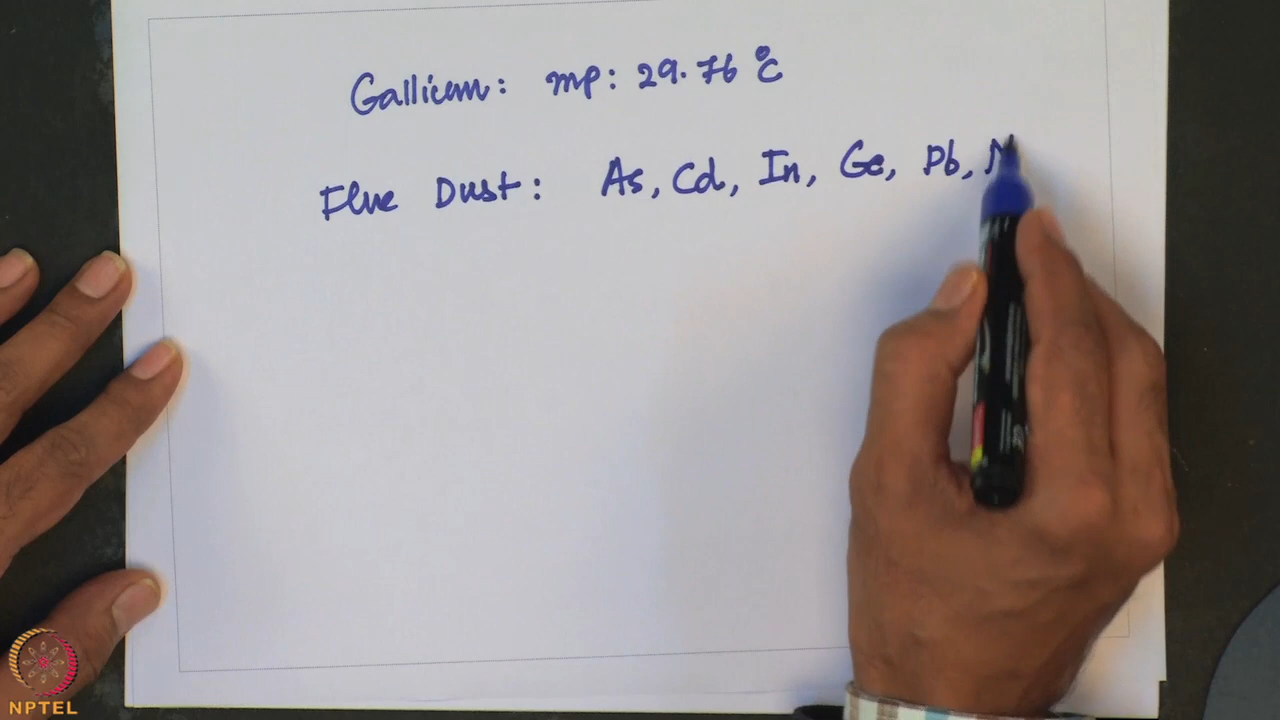 Gallium: mp: 29.76 °C
Flue Dust: As, Cd, In, Ge, Pb, N
NPTEL